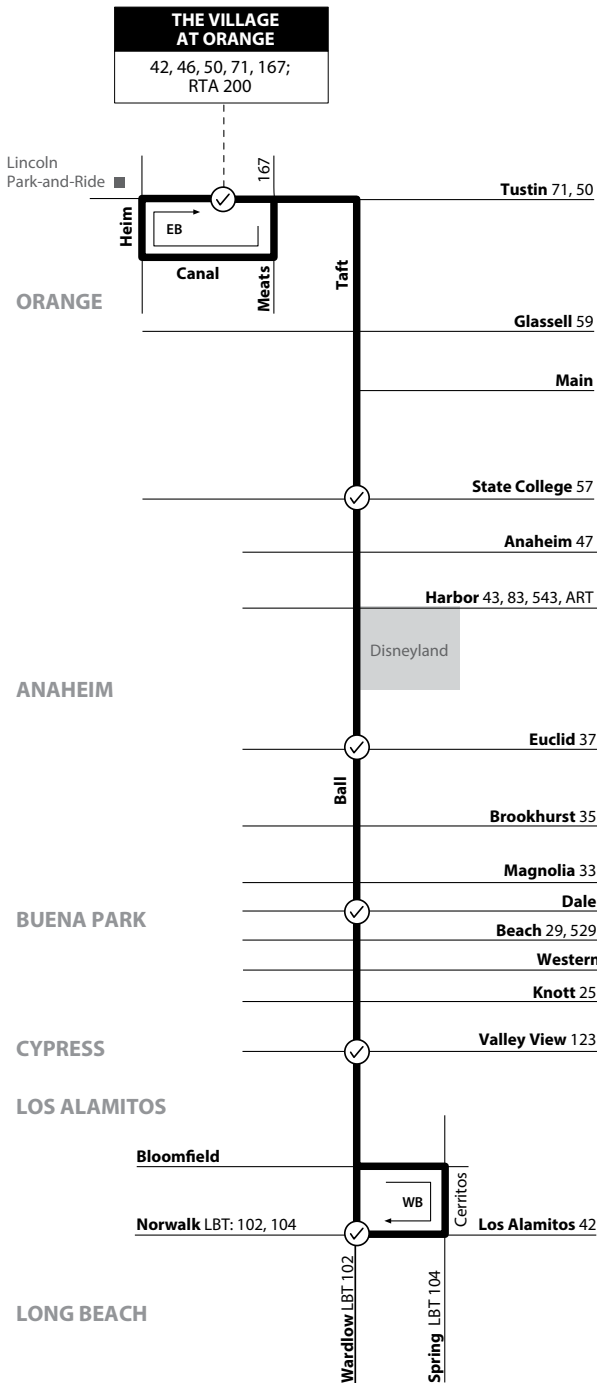 THE VILLAGE
AT ORANGE
42, 46, 50, 71, 167;
RTA 200
Lincoln
Park-and-Ride
167
Tustin 71, 50
Heim
EB
Canal
Meats
Taft
ORANGE
Glassell 59
Main
State College 57
Anaheim 47
Harbor 43, 83, 543, ART
Disneyland
ANAHEIM
Euclid 37
Ball
Brookhurst 35
Magnolia 33
Dale
BUENA PARK
Beach 29, 529
Western
Knott 25
CYPRESS
Valley View 123
LOS ALAMITOS
Bloomfield
WB
Cerritos
Norwalk LBT: 102, 104
Los Alamitos 42
Wardlow LBT 102
Spring LBT 104
LONG BEACH